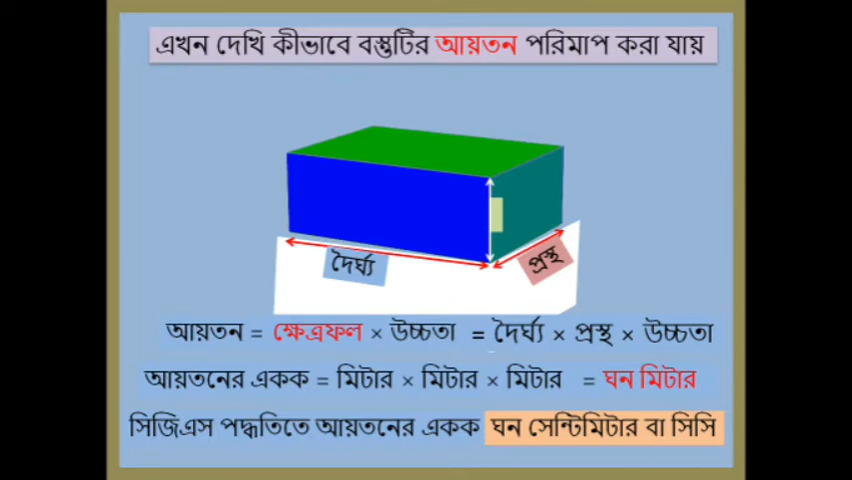 এখন দেখি কীভাবে বস্তুটির আয়তন পরিমাপ করা যায়
দৈর্ঘ্য
প্রস্থ
আয়তন = ক্ষেত্রফল × উচ্চতা = দৈর্ঘ্য × প্রস্থ × উচ্চতা
আয়তনের একক = মিটার × মিটার × মিটার = ঘন মিটার
সিজিএস পদ্ধতিতে আয়তনের একক ঘন সেন্টিমিটার বা সিসি